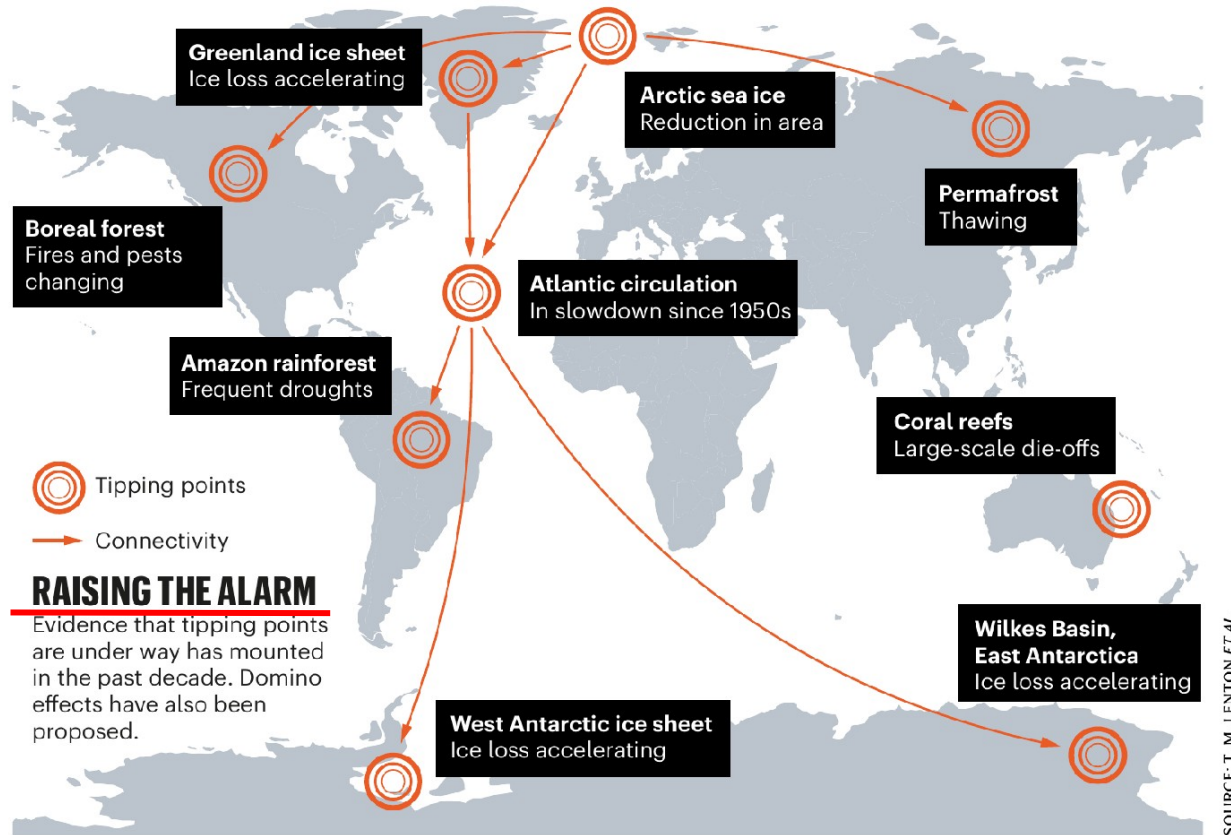 Greenland ice sheet
Ice loss accelerating
Arctic sea ice
Reduction in area
Permafrost
Thawing
Boreal forest
Fires and pests
changing
Atlantic circulation
In slowdown since 1950s
Amazon rainforest
Frequent droughts
Coral reefs
Large-scale die-offs
Tipping points
Connectivity
RAISING THE ALARM
Evidence that tipping points
are under way has mounted
in the past decade. Domino
effects have also been
proposed.
Wilkes Basin,
East Antarctica
Ice loss accelerating
West Antarctic ice sheet
Ice loss accelerating
SOURCE: T. M. LENTON ET AL.